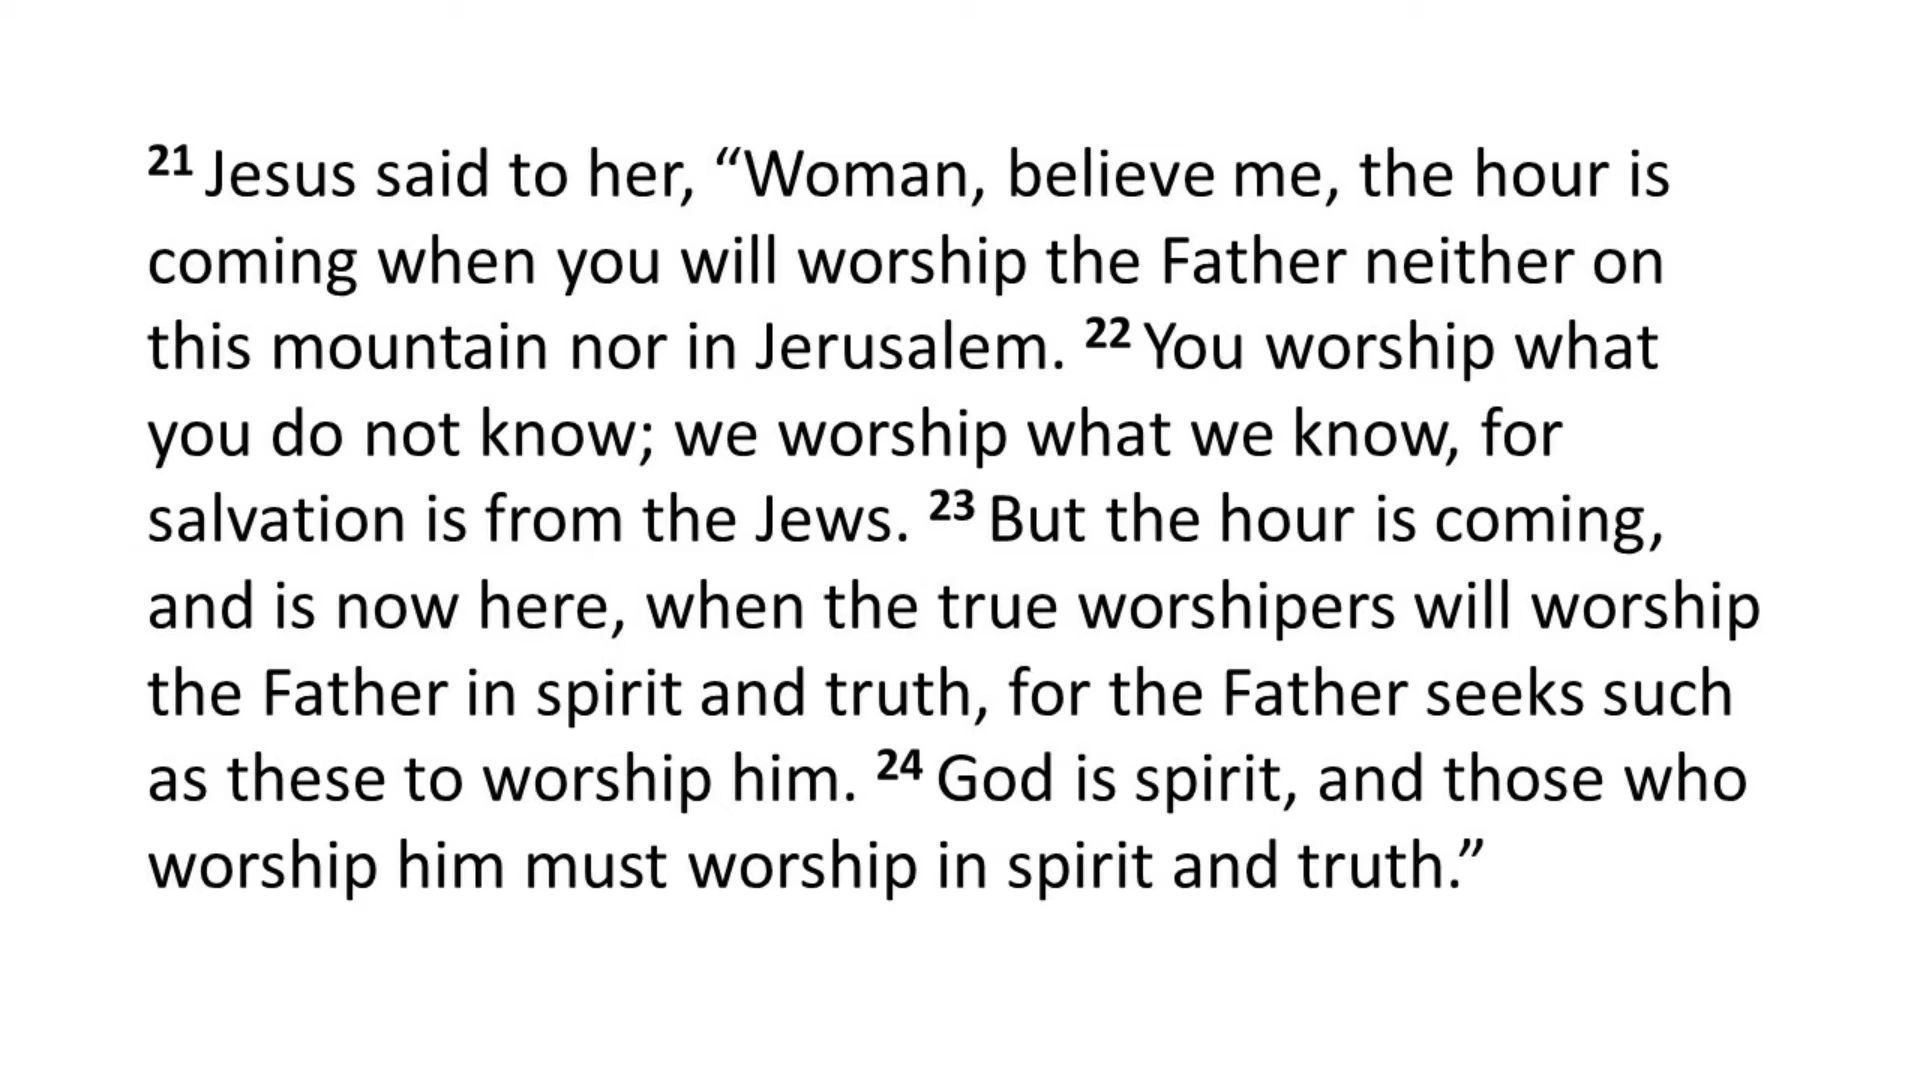 21 Jesus said to her, “Woman, believe me, the hour is
coming when you will worship the Father neither on
this mountain nor in Jerusalem. 22 You worship what
you do not know; we worship what we know, for
salvation is from the Jews. 23 But the hour is coming,
and is now here, when the true worshipers will worship
the Father in spirit and truth, for the Father seeks such
as these to worship him. 24 God is spirit, and those who
worship him must worship in spirit and truth.”